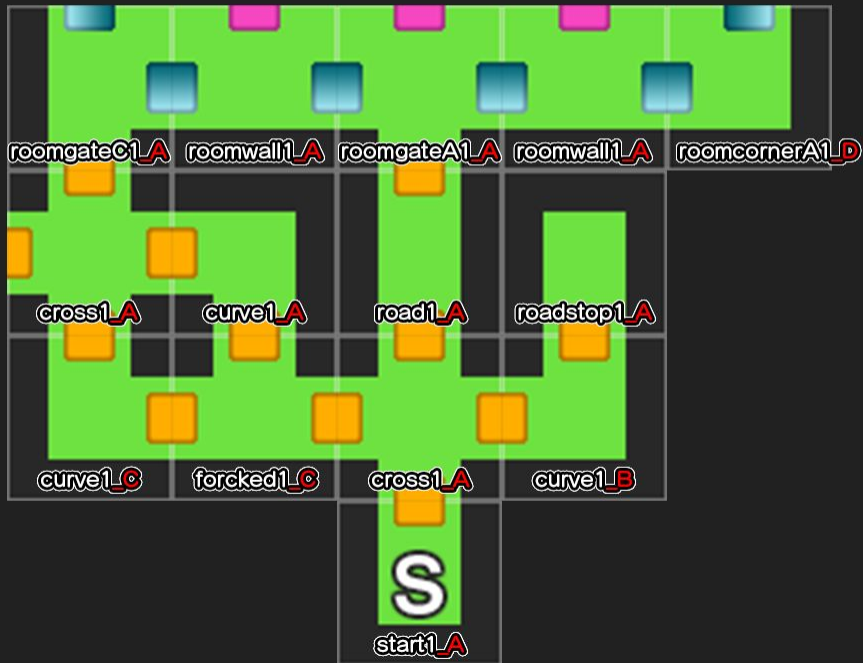 roomgateC1_A roomwall1_A roomgateA1_A roomwall1_A roomcornerA1_D
cross1_A curve1_A road1_A roadstop1_A
curve1_C forcked1_C cross1_A curve1_B
S
start1_A